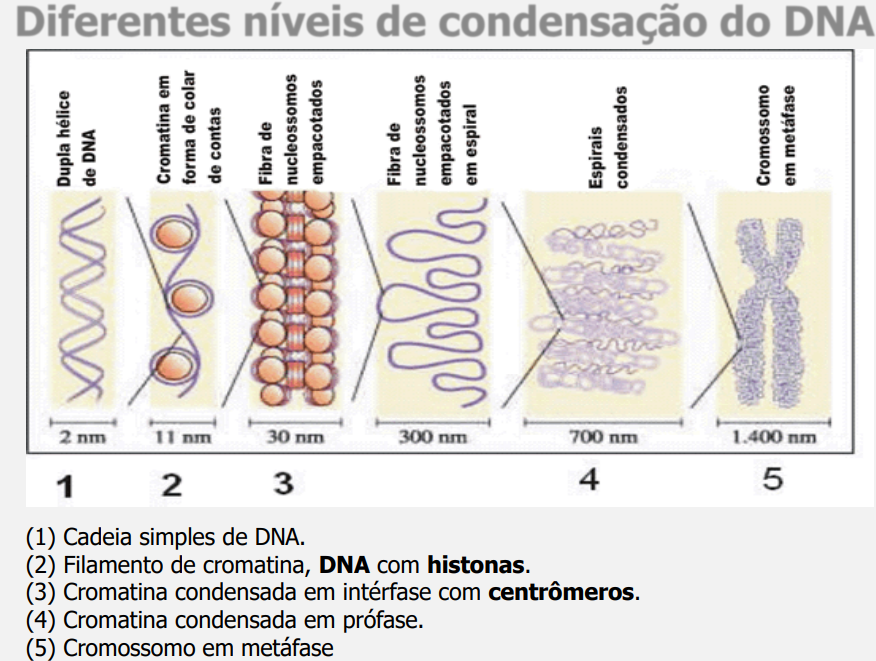 Diferentes níveis de condensação do DNA
Dupla hélice
de DNA
Cromatina em
forma de colar
de contas
Fibra de
nucleossomos
empacotados
Fibra de
nucleossomos
empacotados
em espiral
Espirais
condensados
Cromossomo
em metáfase
2 nm
11 nm
30 nm
300 nm
700 nm
1.400 nm
1
2
3
4
5
(1) Cadeia simples de DNA.
(2) Filamento de cromatina, DNA com histonas.
(3) Cromatina condensada em intérfase com centrômeros.
(4) Cromatina condensada em prófase.
(5) Cromossomo em metáfase